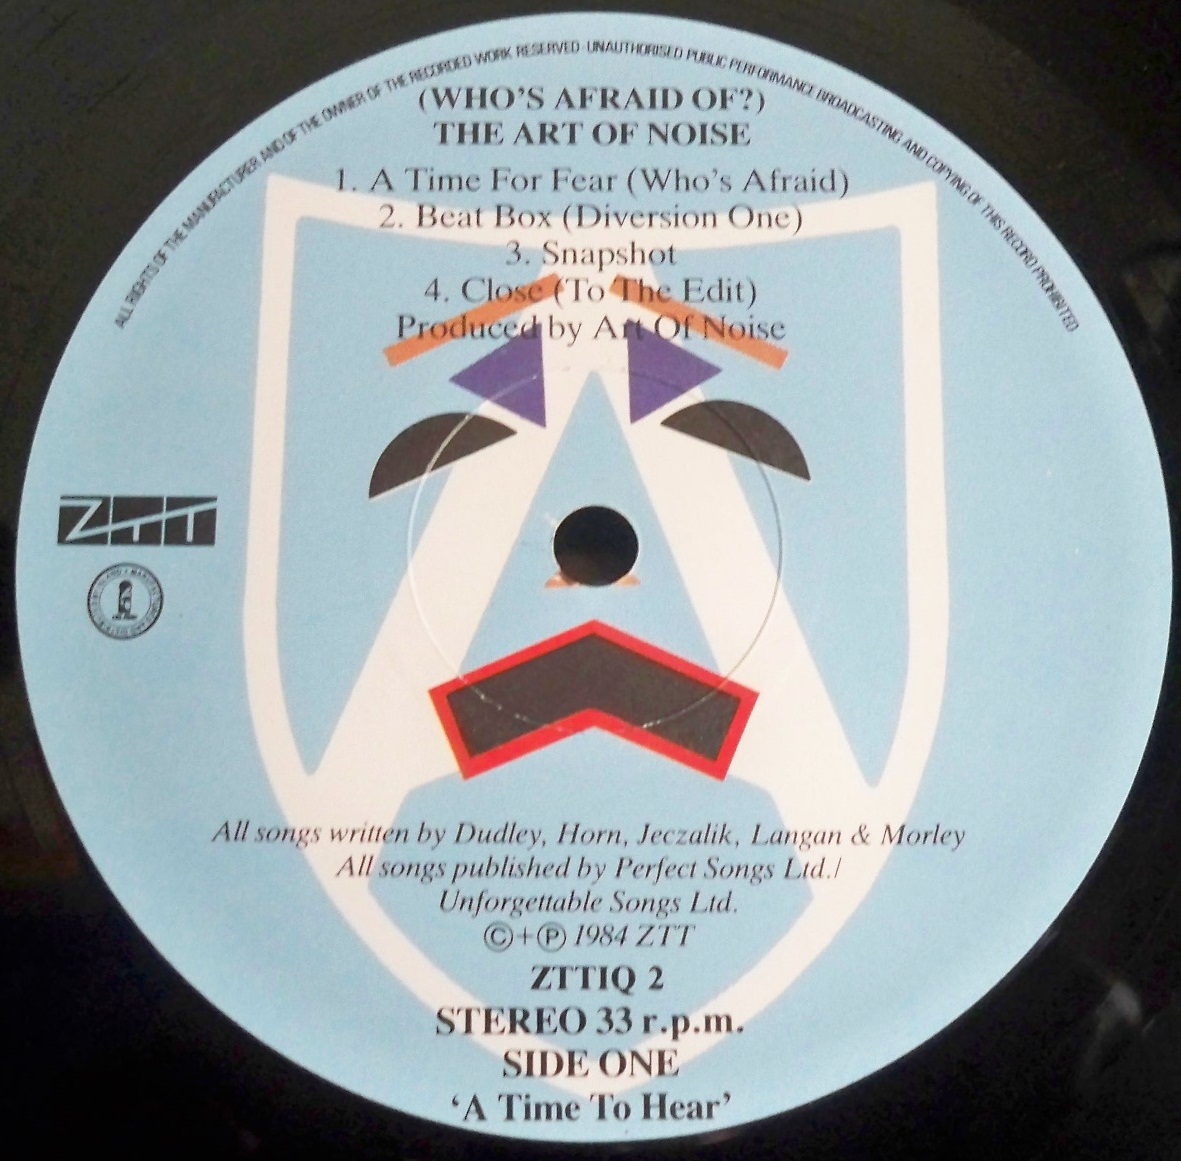 ALL RIGHTS OF THE MANUFACTURER AND OF THE OWNER OF THE RECORDED WORK RESERVED · UNAUTHORISED PUBLIC PERFORMANCE BROADCASTING AND COPYING OF THIS RECORD PROHIBITED
(WHO'S AFRAID OF?)
THE ART OF NOISE
1. A Time For Fear (Who's Afraid)
2. Beat Box (Diversion One)
3. Snapshot
4. Close (To The Edit)
Produced by Art Of Noise
ZTT
All songs written by Dudley, Horn, Jeczalik, Langan & Morley
All songs published by Perfect Songs Ltd./
Unforgettable Songs Ltd.
©+℗ 1984 ZTT
ZTTIQ 2
STEREO 33 r.p.m.
SIDE ONE
‘A Time To Hear’